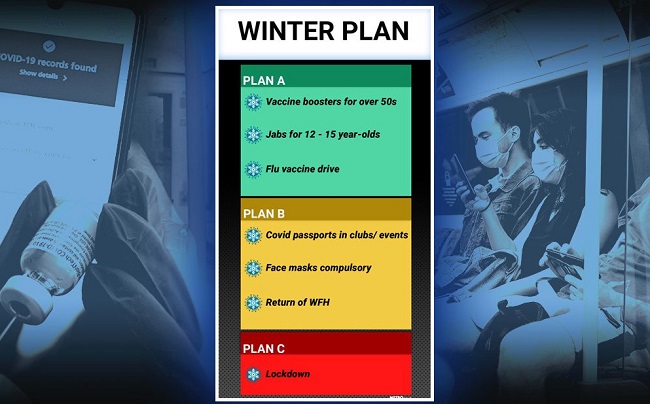 COVID-19 records found
Show details >
WINTER PLAN
PLAN A
Vaccine boosters for over 50s
Jabs for 12 - 15 year-olds
Flu vaccine drive
PLAN B
Covid passports in clubs/ events
Face masks compulsory
Return of WFH
PLAN C
Lockdown